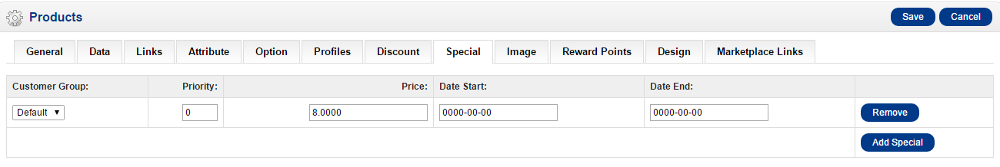 Products Save Cancel
General Data Links Attribute Option Profiles Discount Special Image Reward Points Design Marketplace Links
Customer Group: Priority: Price: Date Start: Date End:
Default 0 8.0000 0000-00-00 0000-00-00 Remove
Add Special